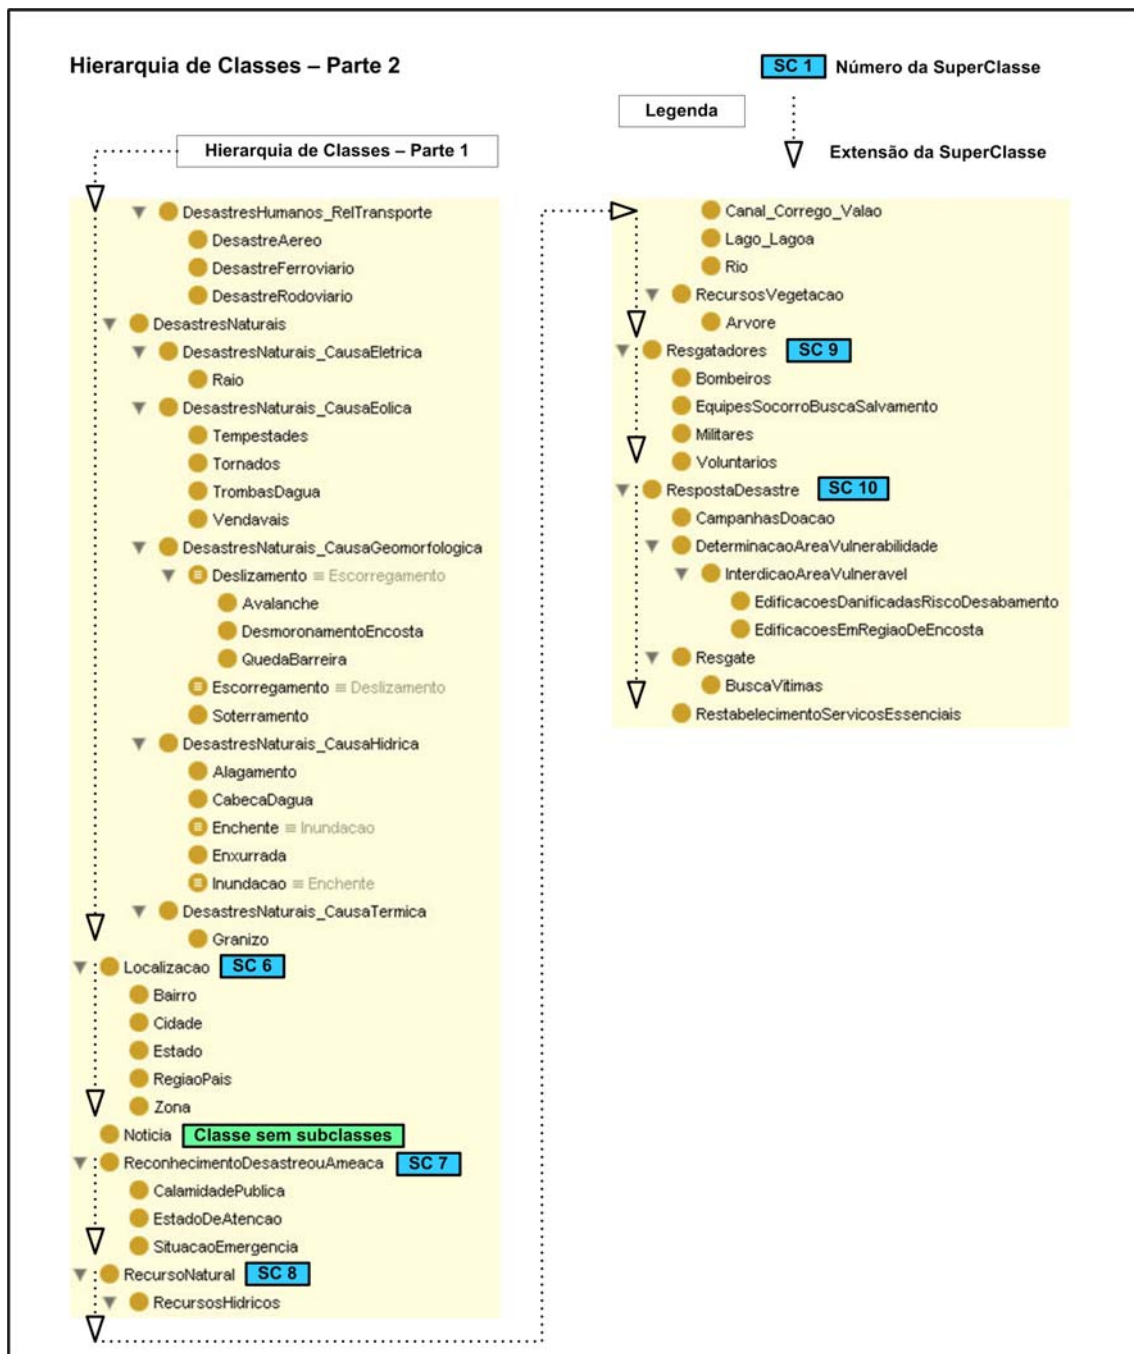 Hierarquia de Classes – Parte 2
SC 1 Número da SuperClasse
Legenda
Extensão da SuperClasse
Hierarquia de Classes – Parte 1
DesastresHumanos_RelTransporte
DesastreAereo
DesastreFerroviario
DesastreRodoviario
DesastresNaturais
DesastresNaturais_CausaEletrica
Raio
DesastresNaturais_CausaEolica
Tempestades
Tornados
TrombasDagua
Vendavais
DesastresNaturais_CausaGeomorfologica
Deslizamento ≡ Escorregamento
Avalanche
DesmoronamentoEncosta
QuedaBarreira
Escorregamento ≡ Deslizamento
Soterramento
DesastresNaturais_CausaHidrica
Alagamento
CabecaDagua
Enchente ≡ Inundacao
Enxurrada
Inundacao ≡ Enchente
DesastresNaturais_CausaTermica
Granizo
Localizacao SC 6
Bairro
Cidade
Estado
RegiaoPais
Zona
Noticia Classe sem subclasses
ReconhecimentoDesastreouAmeaca SC 7
CalamidadePublica
EstadoDeAtencao
SituacaoEmergencia
RecursoNatural SC 8
RecursosHidricos
Canal_Corrego_Valao
Lago_Lagoa
Rio
RecursosVegetacao
Arvore
Resgatadores SC 9
Bombeiros
EquipesSocorroBuscaSalvamento
Militares
Voluntarios
RespostaDesastre SC 10
CampanhasDoacao
DeterminacaoAreaVulnerabilidade
InterdicaoAreaVulneravel
EdificacoesDanificadasRiscoDesabamento
EdificacoesEmRegiaoDeEncosta
Resgate
BuscaVitimas
RestabelecimentoServicosEssenciais